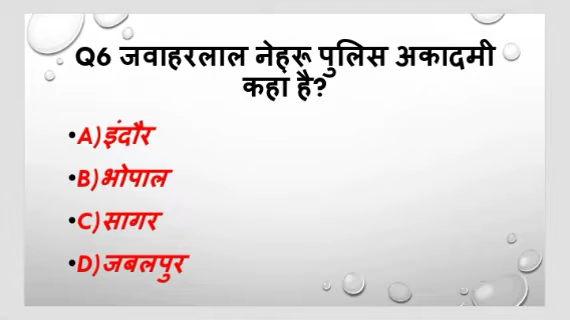 Q6 जवाहरलाल नेहरू पुलिस अकादमी
कहा है?
•A)इंदौर
•B)भोपाल
•C)सागर
•D)जबलपुर